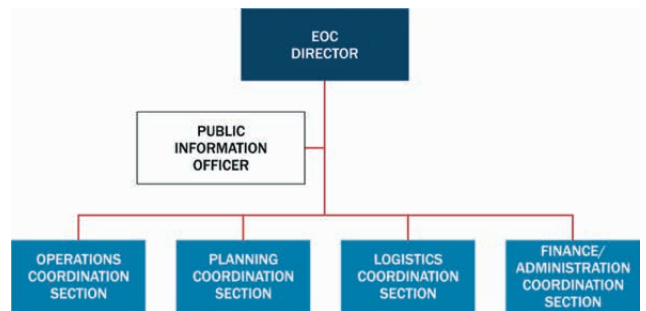 EOC
DIRECTOR
PUBLIC
INFORMATION
OFFICER
OPERATIONS
COORDINATION
SECTION
PLANNING
COORDINATION
SECTION
LOGISTICS
COORDINATION
SECTION
FINANCE/
ADMINISTRATION
COORDINATION
SECTION